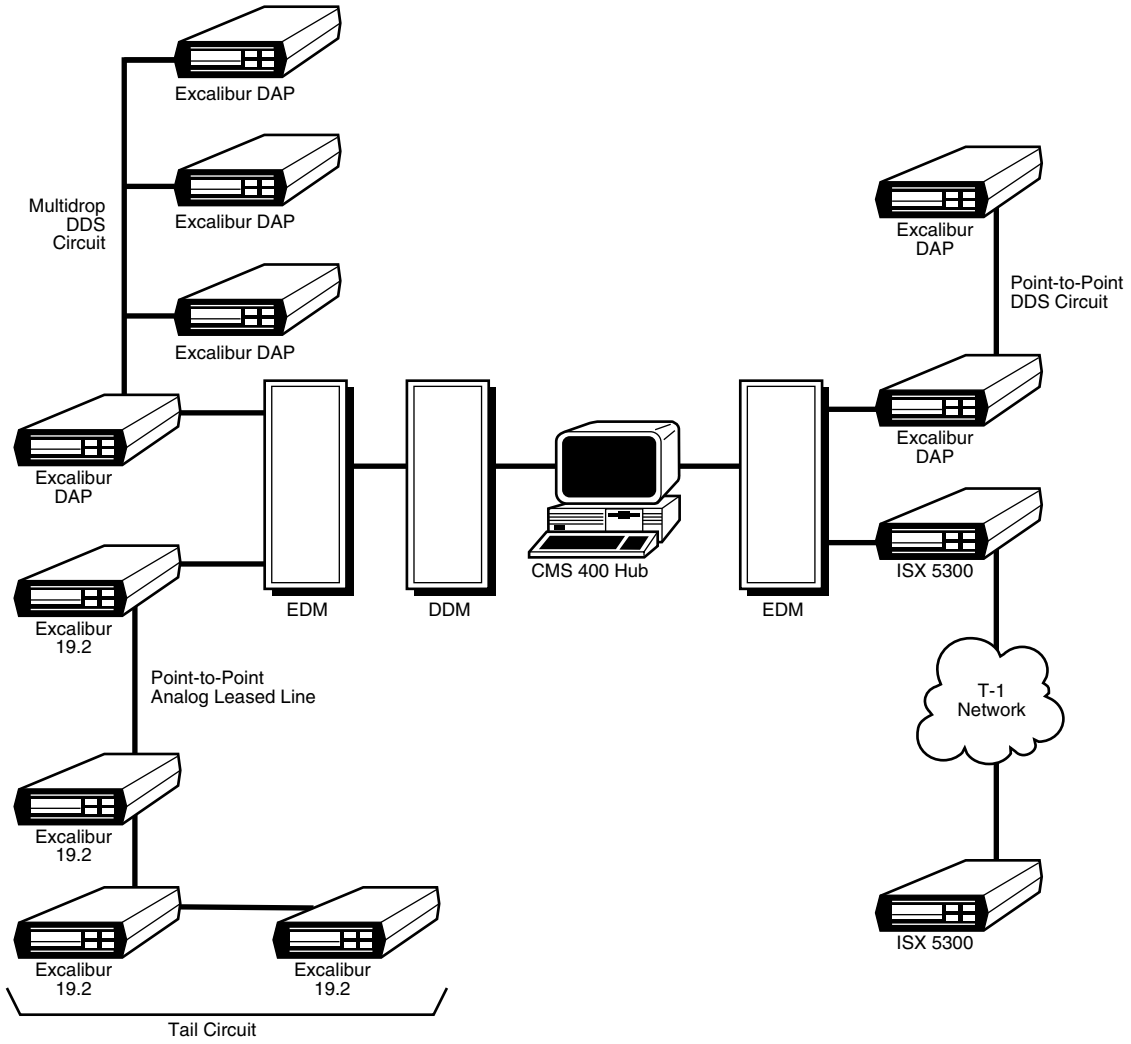 Excalibur DAP
Multidrop
DDS
Circuit
Excalibur DAP
Excalibur DAP
Excalibur
DAP
EDM
DDM
CMS 400 Hub
EDM
Excalibur
DAP
Point-to-Point
DDS Circuit
Excalibur
DAP
ISX 5300
T-1
Network
ISX 5300
Excalibur
19.2
Point-to-Point
Analog Leased Line
Excalibur
19.2
Excalibur
19.2
Excalibur
19.2
Tail Circuit